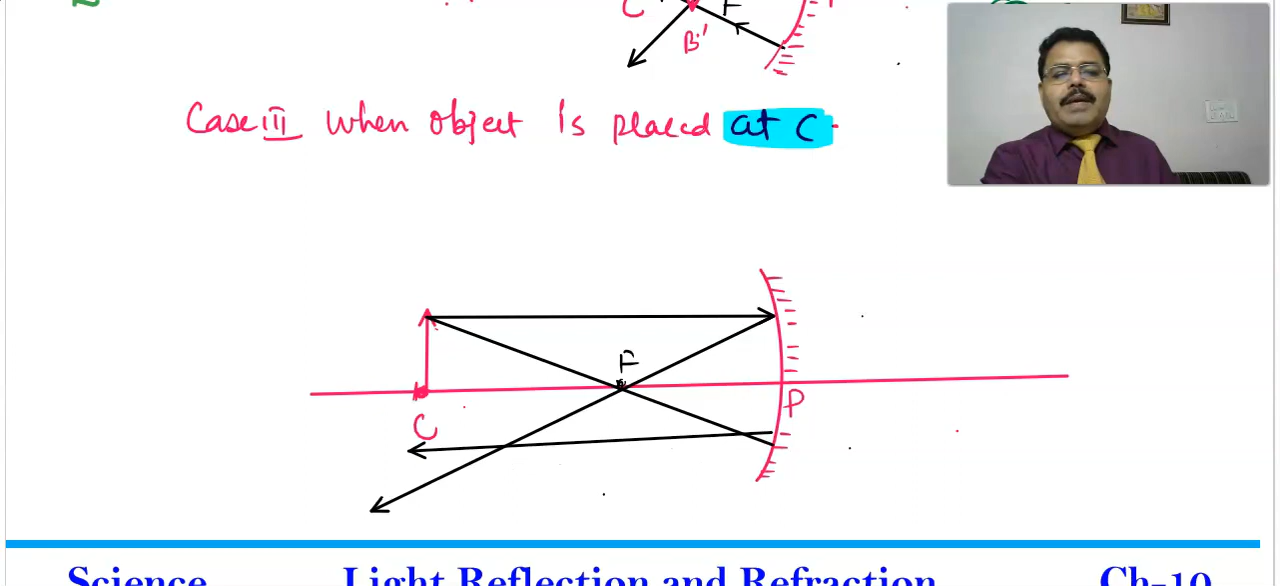 C F
B'
Case III when object is placed at C.
F
C
P
Science Light Reflection and Refraction Ch-10